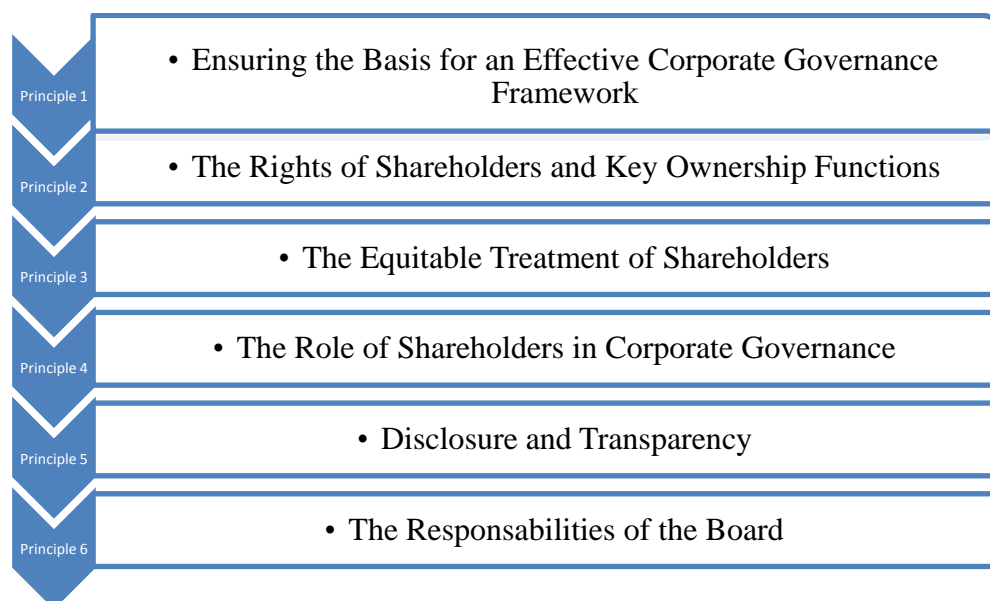 Principle 1
• Ensuring the Basis for an Effective Corporate Governance
Framework
Principle 2
• The Rights of Shareholders and Key Ownership Functions
Principle 3
• The Equitable Treatment of Shareholders
Principle 4
• The Role of Shareholders in Corporate Governance
Principle 5
• Disclosure and Transparency
Principle 6
• The Responsabilities of the Board